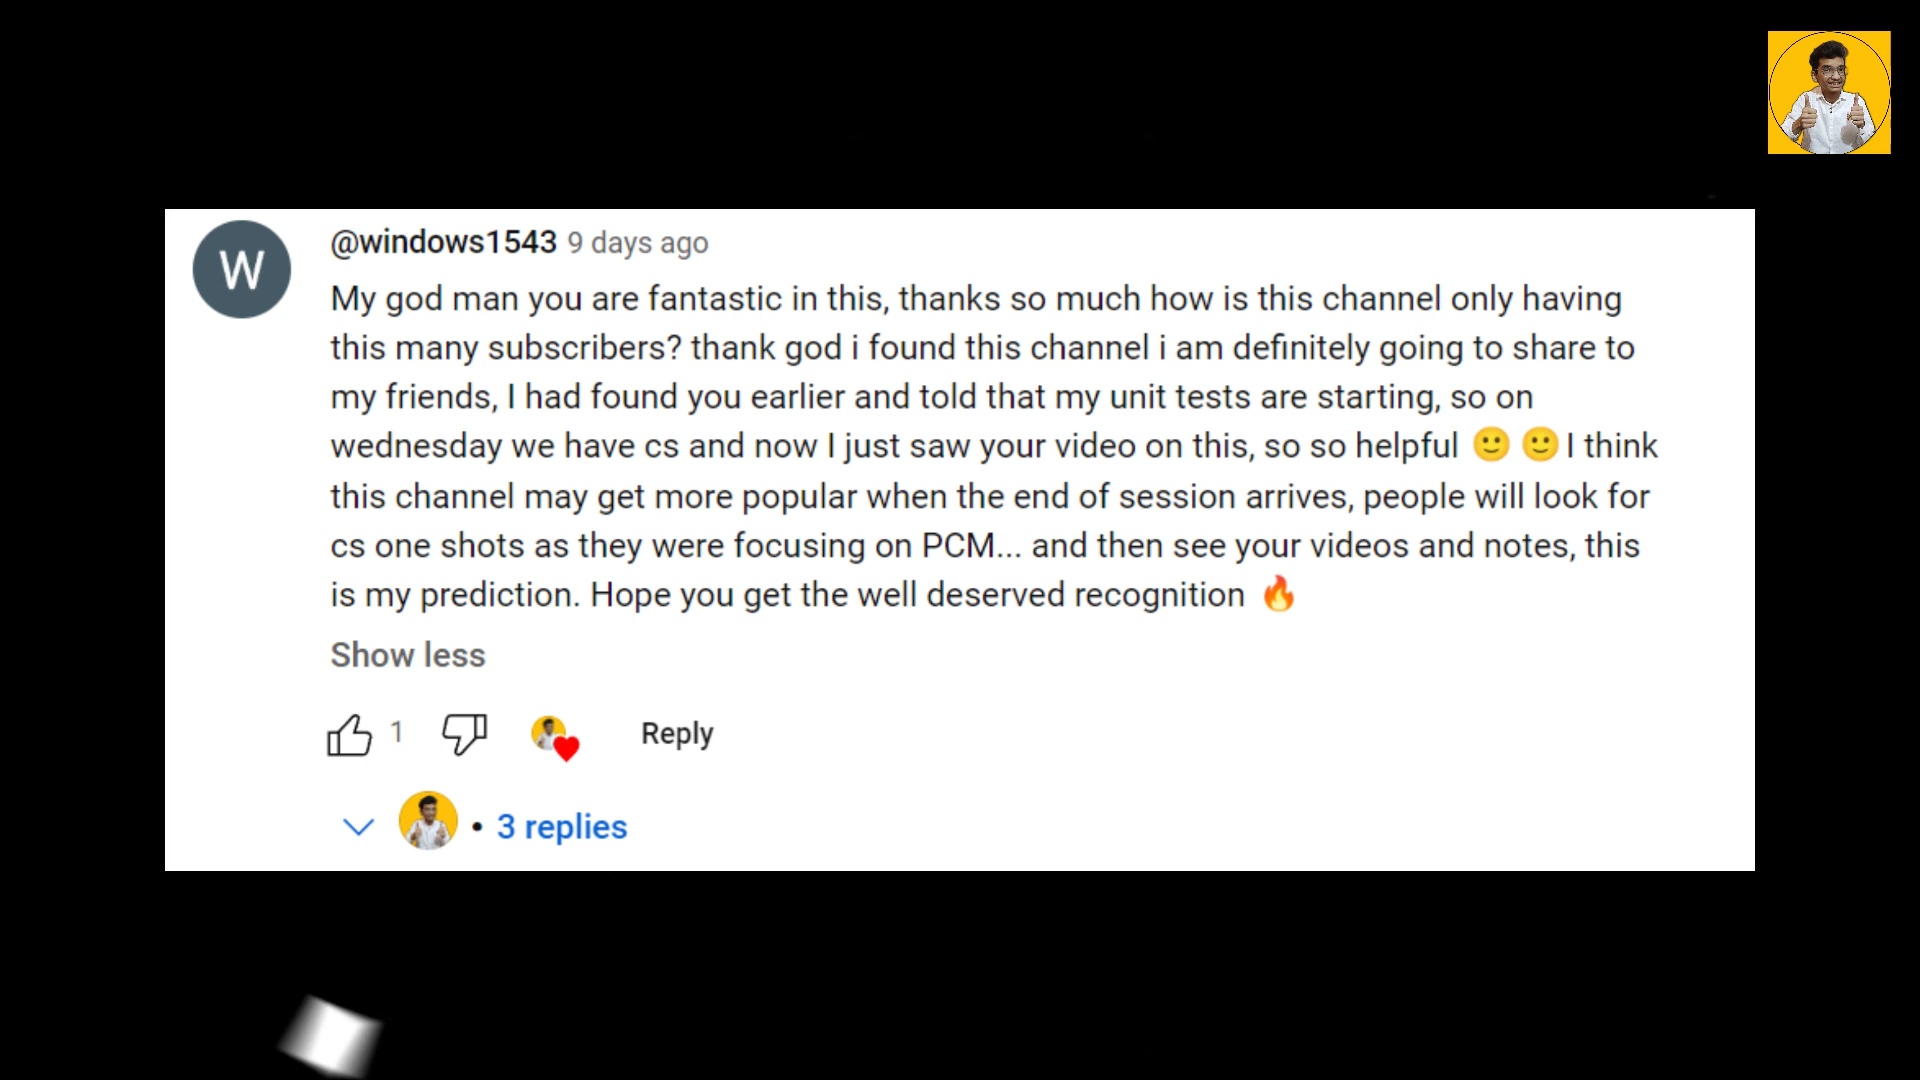 W
@windows1543 9 days ago
My god man you are fantastic in this, thanks so much how is this channel only having
this many subscribers? thank god i found this channel i am definitely going to share to
my friends, I had found you earlier and told that my unit tests are starting, so on
wednesday we have cs and now I just saw your video on this, so so helpful 🙂 🙂 I think
this channel may get more popular when the end of session arrives, people will look for
cs one shots as they were focusing on PCM... and then see your videos and notes, this
is my prediction. Hope you get the well deserved recognition 🔥
Show less
1 Reply
• 3 replies